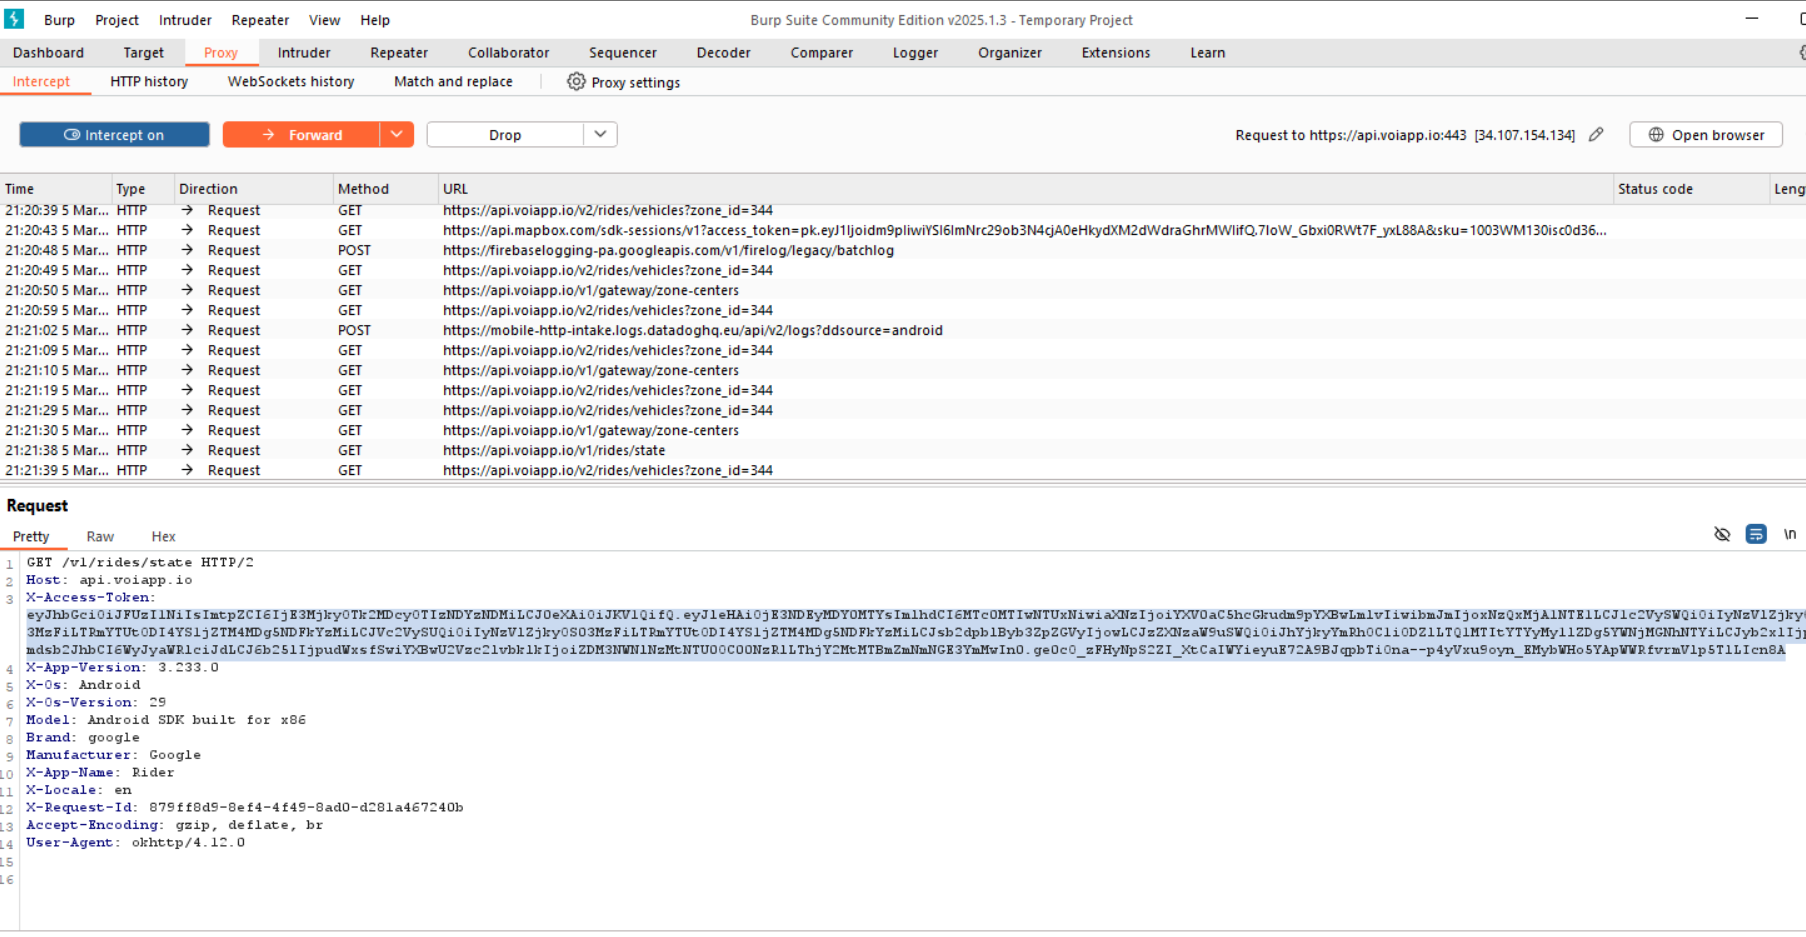 Burp Project Intruder Repeater View Help Burp Suite Community Edition v2025.1.3 - Temporary Project
Dashboard Target Proxy Intruder Repeater Collaborator Sequencer Decoder Comparer Logger Organizer Extensions Learn
Intercept HTTP history WebSockets history Match and replace Proxy settings
Intercept on Forward Drop Request to https://api.voiapp.io:443 [34.107.154.134] Open browser
Time Type Direction Method URL Status code Leng
21:20:39 5 Mar... HTTP → Request GET https://api.voiapp.io/v2/rides/vehicles?zone_id=344
21:20:43 5 Mar... HTTP → Request GET
21:20:48 5 Mar... HTTP → Request POST https://firebaselogging-pa.googleapis.com/v1/firelog/legacy/batchlog
21:20:49 5 Mar... HTTP → Request GET https://api.voiapp.io/v2/rides/vehicles?zone_id=344
21:20:50 5 Mar... HTTP → Request GET https://api.voiapp.io/v1/gateway/zone-centers
21:20:59 5 Mar... HTTP → Request GET https://api.voiapp.io/v2/rides/vehicles?zone_id=344
21:21:02 5 Mar... HTTP → Request POST https://mobile-http-intake.logs.datadoghq.eu/api/v2/logs?ddsource=android
21:21:09 5 Mar... HTTP → Request GET https://api.voiapp.io/v2/rides/vehicles?zone_id=344
21:21:10 5 Mar... HTTP → Request GET https://api.voiapp.io/v1/gateway/zone-centers
21:21:19 5 Mar... HTTP → Request GET https://api.voiapp.io/v2/rides/vehicles?zone_id=344
21:21:29 5 Mar... HTTP → Request GET https://api.voiapp.io/v2/rides/vehicles?zone_id=344
21:21:30 5 Mar... HTTP → Request GET https://api.voiapp.io/v1/gateway/zone-centers
21:21:38 5 Mar... HTTP → Request GET https://api.voiapp.io/v1/rides/state
21:21:39 5 Mar... HTTP → Request GET https://api.voiapp.io/v2/rides/vehicles?zone_id=344
Request
Pretty Raw Hex \n
1 GET /v1/rides/state HTTP/2
2 Host: api.voiapp.io
3 X-Access-Token:
4 X-App-Version: 3.233.0
5 X-Os: Android
6 X-Os-Version: 29
7 Model: Android SDK built for x86
8 Brand: google
9 Manufacturer: Google
10 X-App-Name: Rider
11 X-Locale: en
12 X-Request-Id: 879ff8d9-8ef4-4f49-8ad0-d281a467240b
13 Accept-Encoding: gzip, deflate, br
14 User-Agent: okhttp/4.12.0
15
16